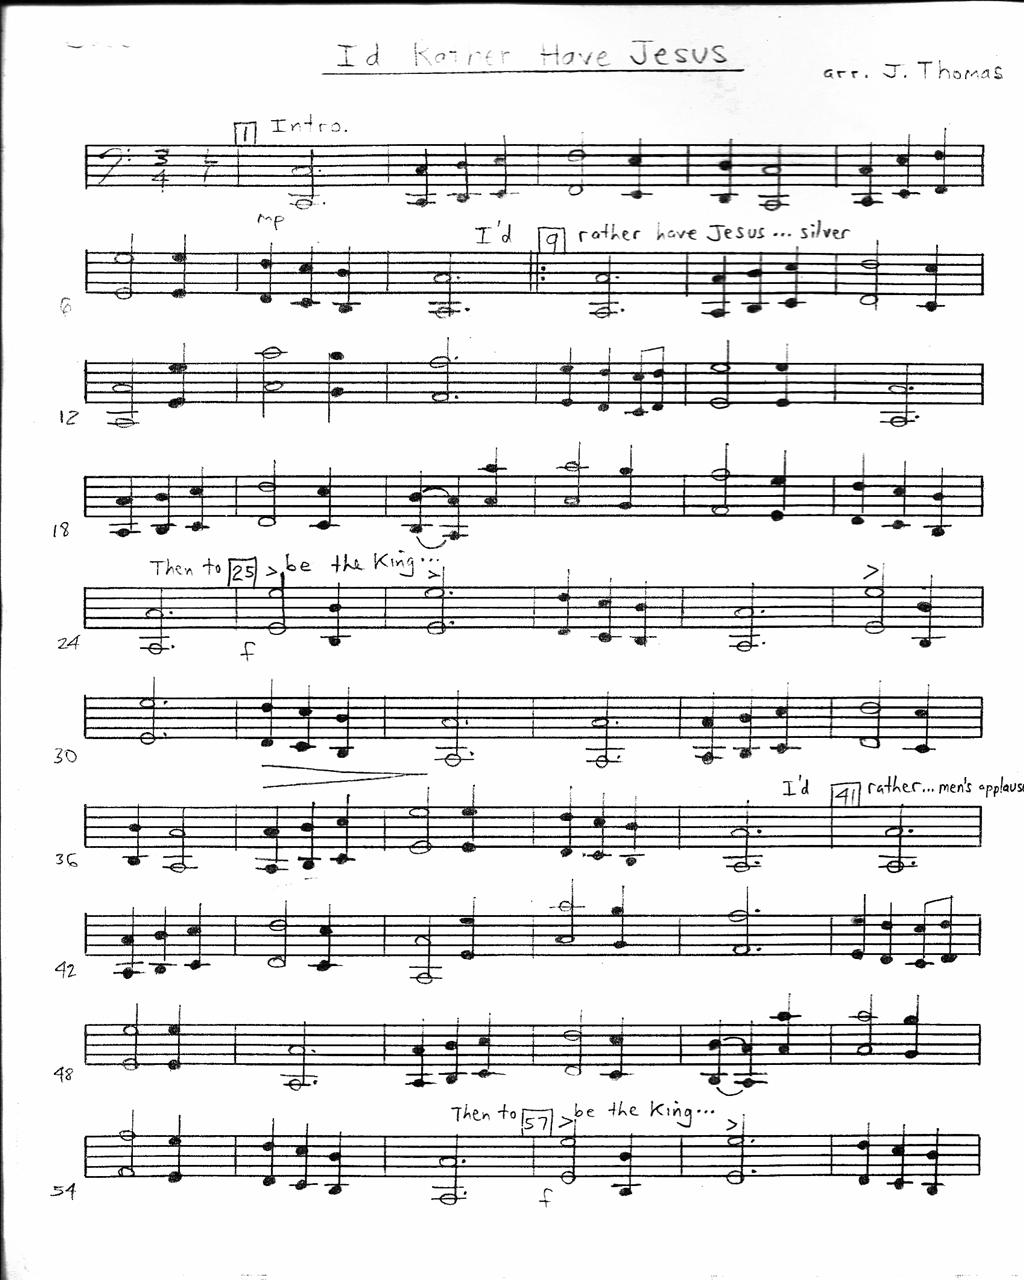 I'd Rather Have Jesus
arr. J. Thomas
1 Intro.
3
4
mp
I'd 9 rather have Jesus... silver
6
12
18
Then to 25 > be the King...
f
24
30
I'd 41 rather... men's applause
36
42
48
Then to 57 > be the King...
54
f